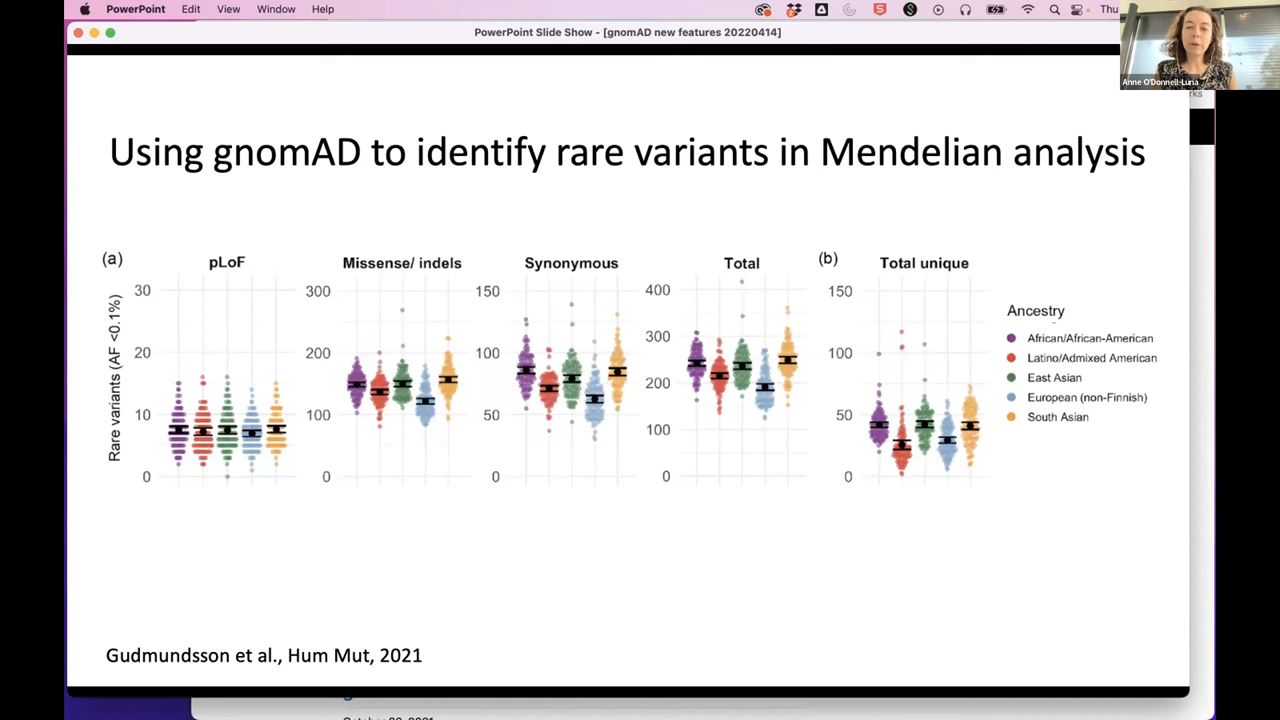 PowerPoint Edit View Window Help
Thu
PowerPoint Slide Show - [gnomAD new features 20220414]
Anne O'Donnell-Luria
Using gnomAD to identify rare variants in Mendelian analysis
(a) pLoF Missense/ indels Synonymous Total (b) Total unique
Rare variants (AF <0.1%)
30
20
10
0
300
200
100
0
150
100
50
0
400
300
200
100
0
150
100
50
0
Ancestry
African/African-American
Latino/Admixed American
East Asian
European (non-Finnish)
South Asian
Gudmundsson et al., Hum Mut, 2021